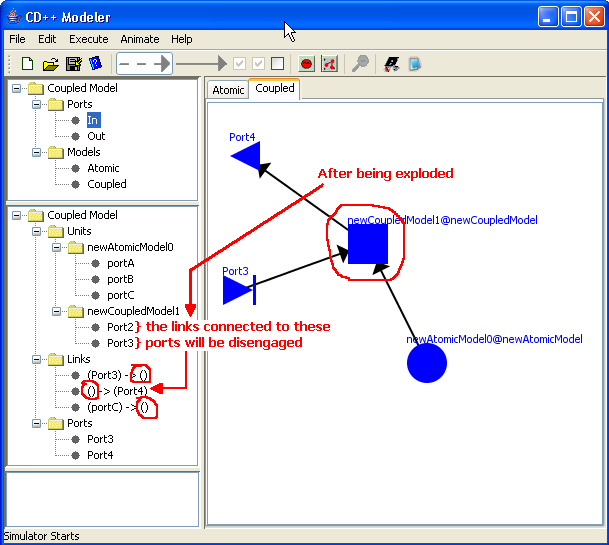 CD++ Modeler
File Edit Execute Animate Help
Coupled Model
Ports
In
Out
Models
Atomic
Coupled
Coupled Model
Units
newAtomicModel0
portA
portB
portC
newCoupledModel1
Port2 } the links connected to these
Port3 } ports will be disengaged
Links
(Port3) -> ()
() -> (Port4)
(portC) -> ()
Ports
Port3
Port4
Atomic Coupled
Port4
After being exploded
newCoupledModel1@newCoupledModel
Port3
newAtomicModel0@newAtomicModel
Simulator Starts